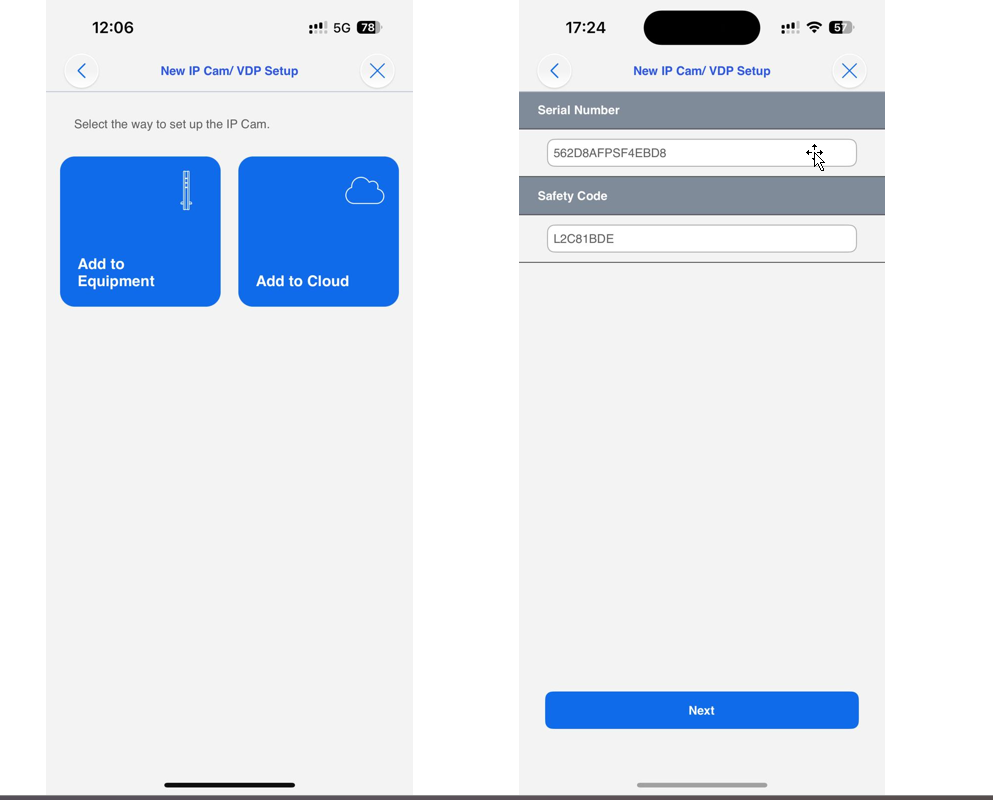 12:06
5G 78
New IP Cam/ VDP Setup
Select the way to set up the IP Cam.
Add to
Equipment
Add to Cloud
17:24
57
New IP Cam/ VDP Setup
Serial Number
562D8AFPSF4EBD8
Safety Code
L2C81BDE
Next